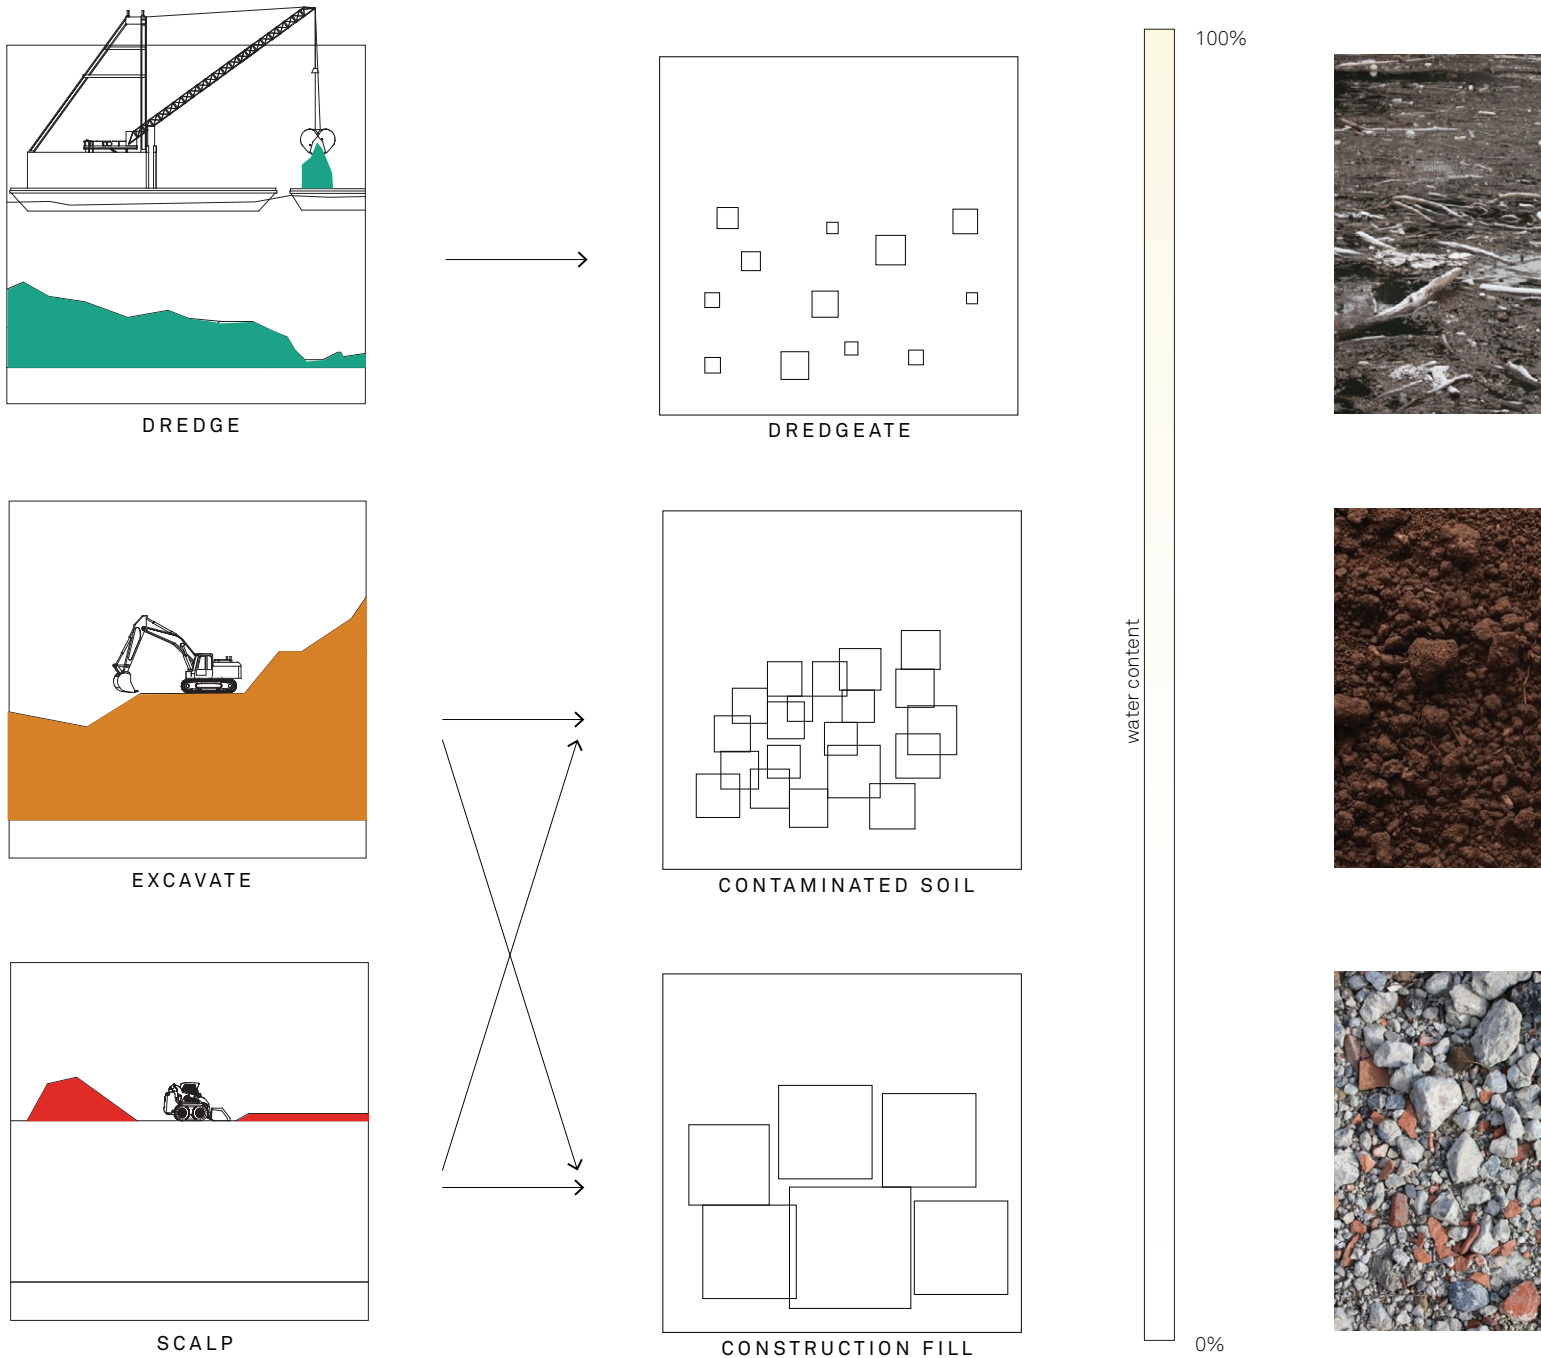 100%
DREDGE
DREDGEATE
water content
EXCAVATE
CONTAMINATED SOIL
SCALP
CONSTRUCTION FILL
0%